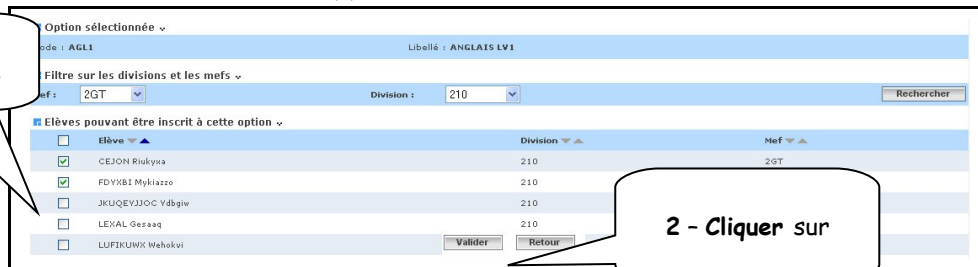 Option sélectionnée
ode : AGL1 Libellé : ANGLAIS LV1
Filtre sur les divisions et les mefs
ef : 2GT Division : 210 Rechercher
Elèves pouvant être inscrit à cette option
Elève Division Mef
CEJON Riukyxa 210 2GT
FDYXBI Mykiazzo 210
JKUQEYJJOC Ydbgiw 210
LEXAL Gesaaq 210
LUFIKUWX Wehokvi Valider Retour
2 - Cliquer sur